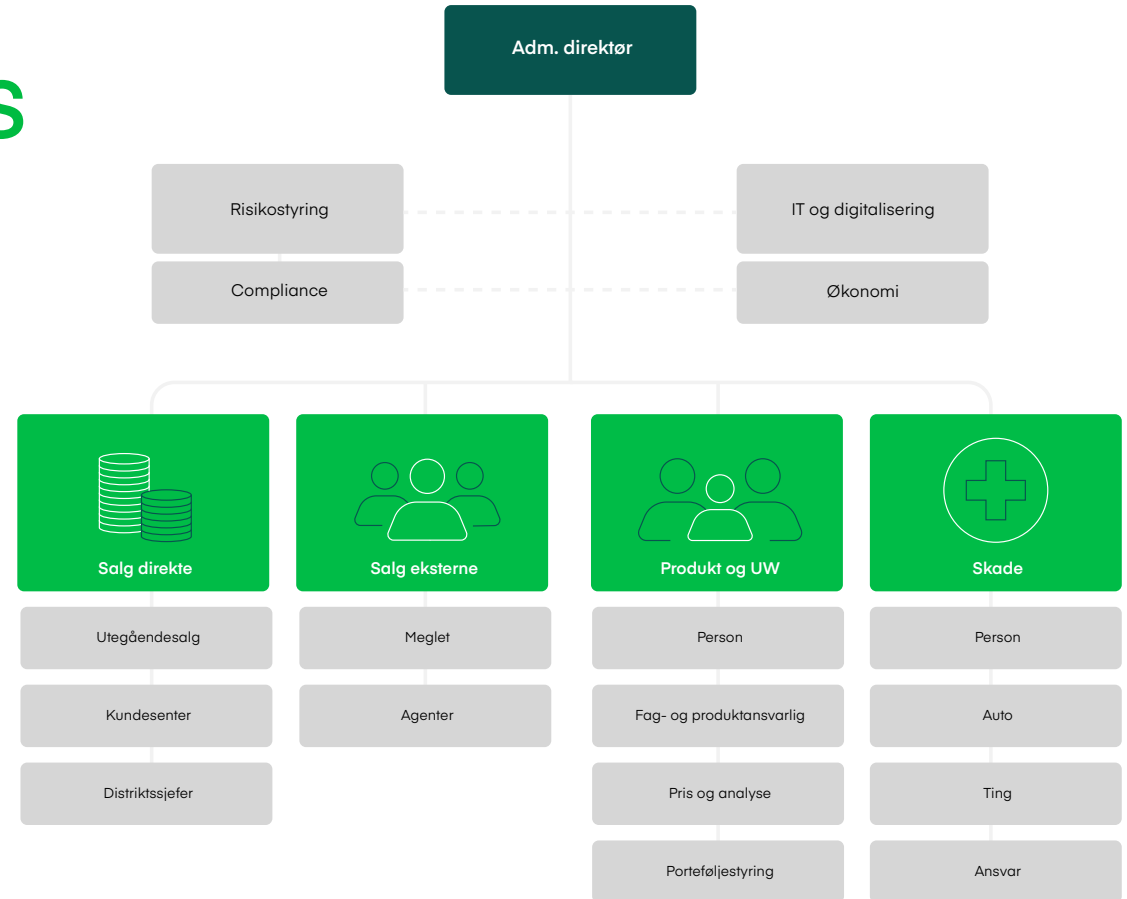 s
Adm. direktør
Risikostyring
IT og digitalisering
Compliance
Økonomi
Salg direkte
Salg eksterne
Produkt og UW
Skade
Utegåendesalg
Meglet
Person
Person
Kundesenter
Agenter
Fag- og produktansvarlig
Auto
Distriktssjefer
Pris og analyse
Ting
Porteføljestyring
Ansvar